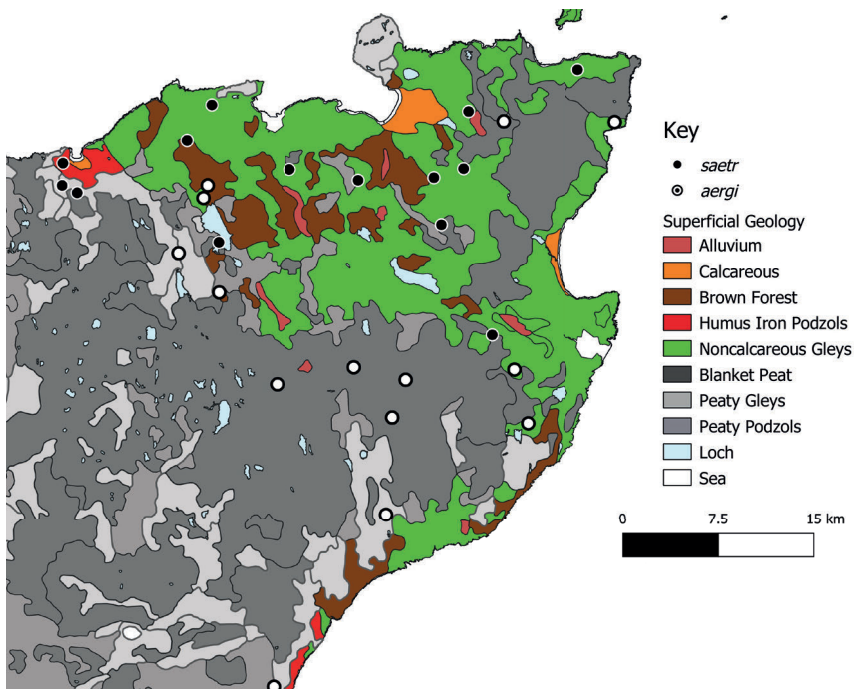 Key
saetr
aergi
Superficial Geology
Alluvium
Calcareous
Brown Forest
Humus Iron Podzols
Noncalcareous Gleys
Blanket Peat
Peaty Gleys
Peaty Podzols
Loch
Sea
0 7.5 15 km